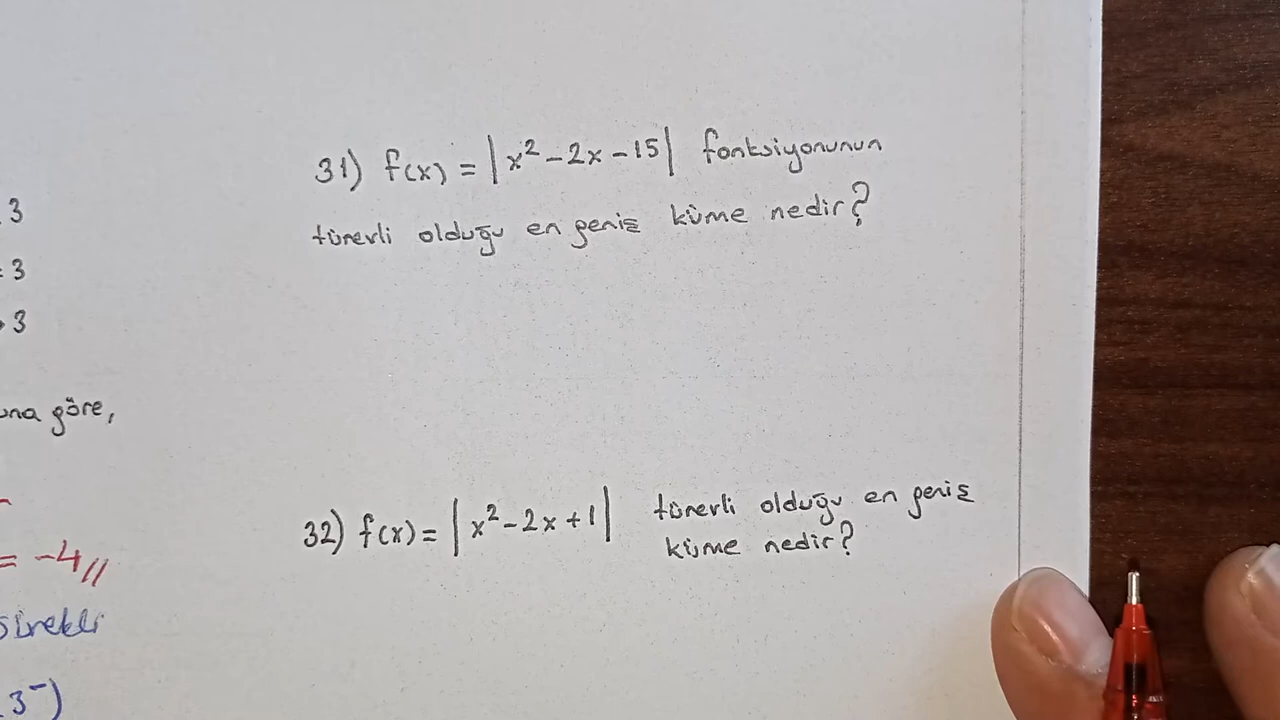 3
= 3
3
una göre,
= -4//
sürekli
3⁻)
31) f(x) = |x² - 2x - 15| fonksiyonunun
türevli olduğu en geniş küme nedir?
32) f(x) = |x² - 2x + 1| türevli olduğu en geniş
küme nedir?